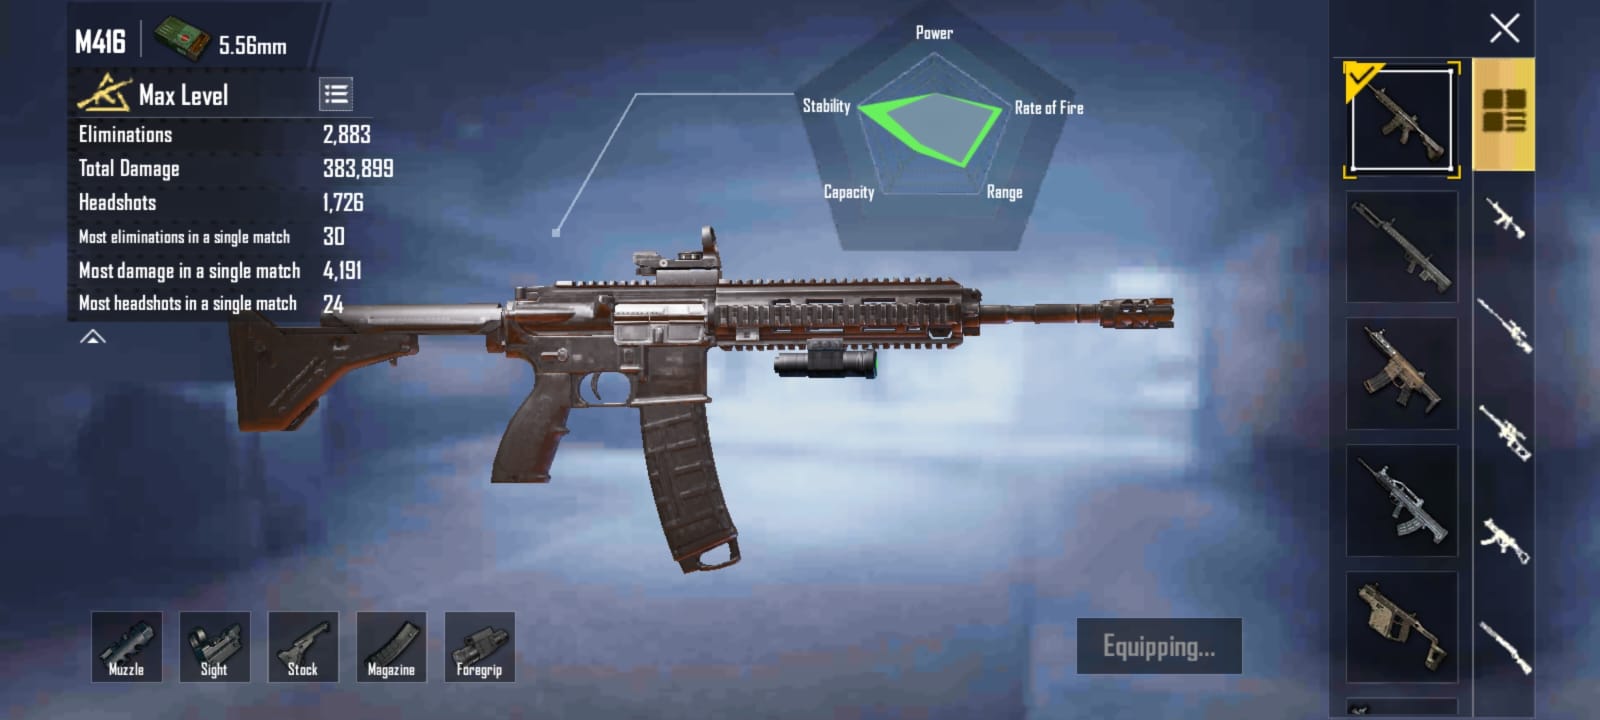 M416 5.56mm
Max Level
Eliminations 2,883
Total Damage 383,899
Headshots 1,726
Most eliminations in a single match 30
Most damage in a single match 4,191
Most headshots in a single match 24
Power
Stability
Rate of Fire
Capacity
Range
Muzzle
Sight
Stock
Magazine
Foregrip
Equipping...